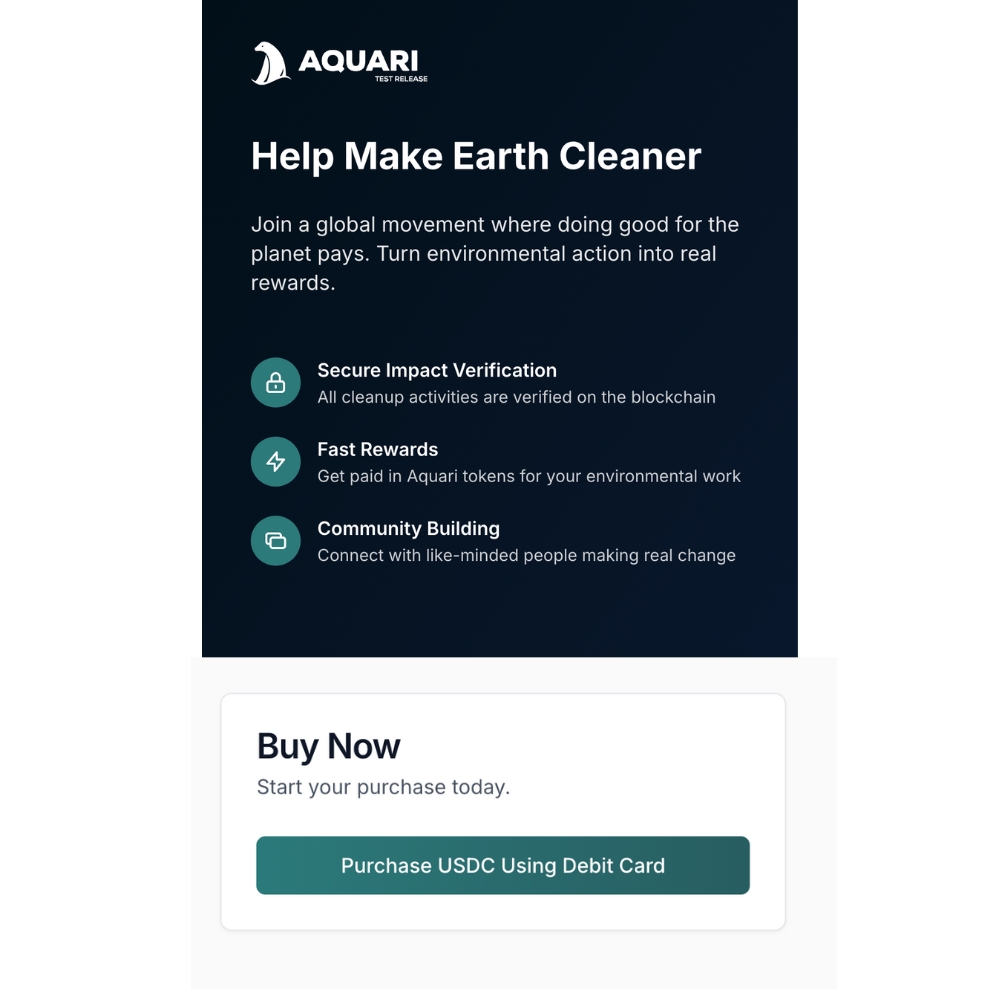 AQUARI
TEST RELEASE
Help Make Earth Cleaner
Join a global movement where doing good for the
planet pays. Turn environmental action into real
rewards.
Secure Impact Verification
All cleanup activities are verified on the blockchain
Fast Rewards
Get paid in Aquari tokens for your environmental work
Community Building
Connect with like-minded people making real change
Buy Now
Start your purchase today.
Purchase USDC Using Debit Card